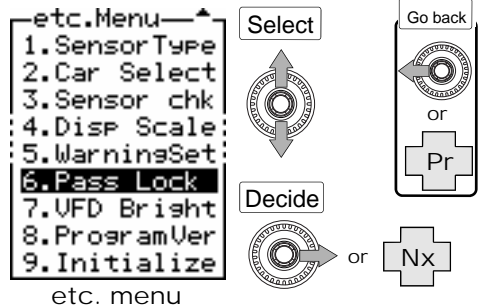 etc.Menu
1.SensorType
2.Car Select
3.Sensor chk
4.Disp Scale
5.WarningSet
6.Pass Lock
7.VFD Bright
8.ProgramVer
9.Initialize
etc. menu
Select
Decide
or
Nx
Go back
or
Pr